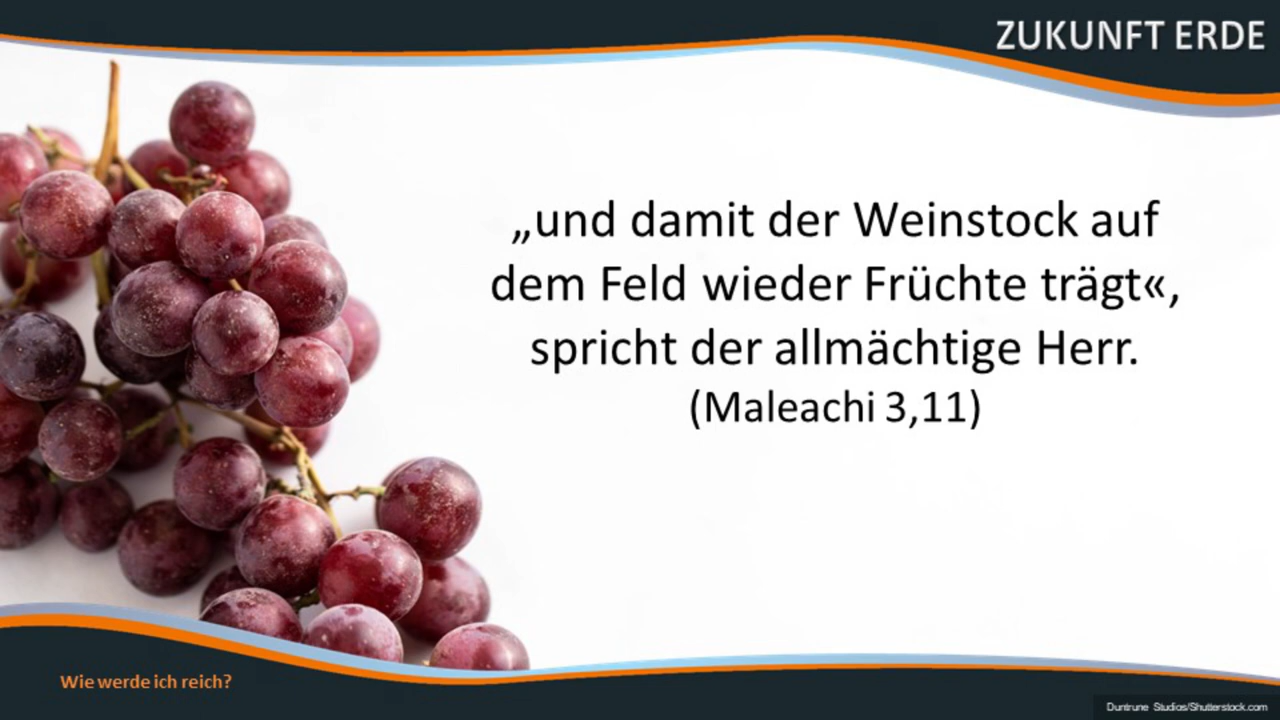 ZUKUNFT ERDE
„und damit der Weinstock auf
dem Feld wieder Früchte trägt«,
spricht der allmächtige Herr.
(Maleachi 3,11)
Wie werde ich reich?
Duntrune Studios/Shutterstock.com